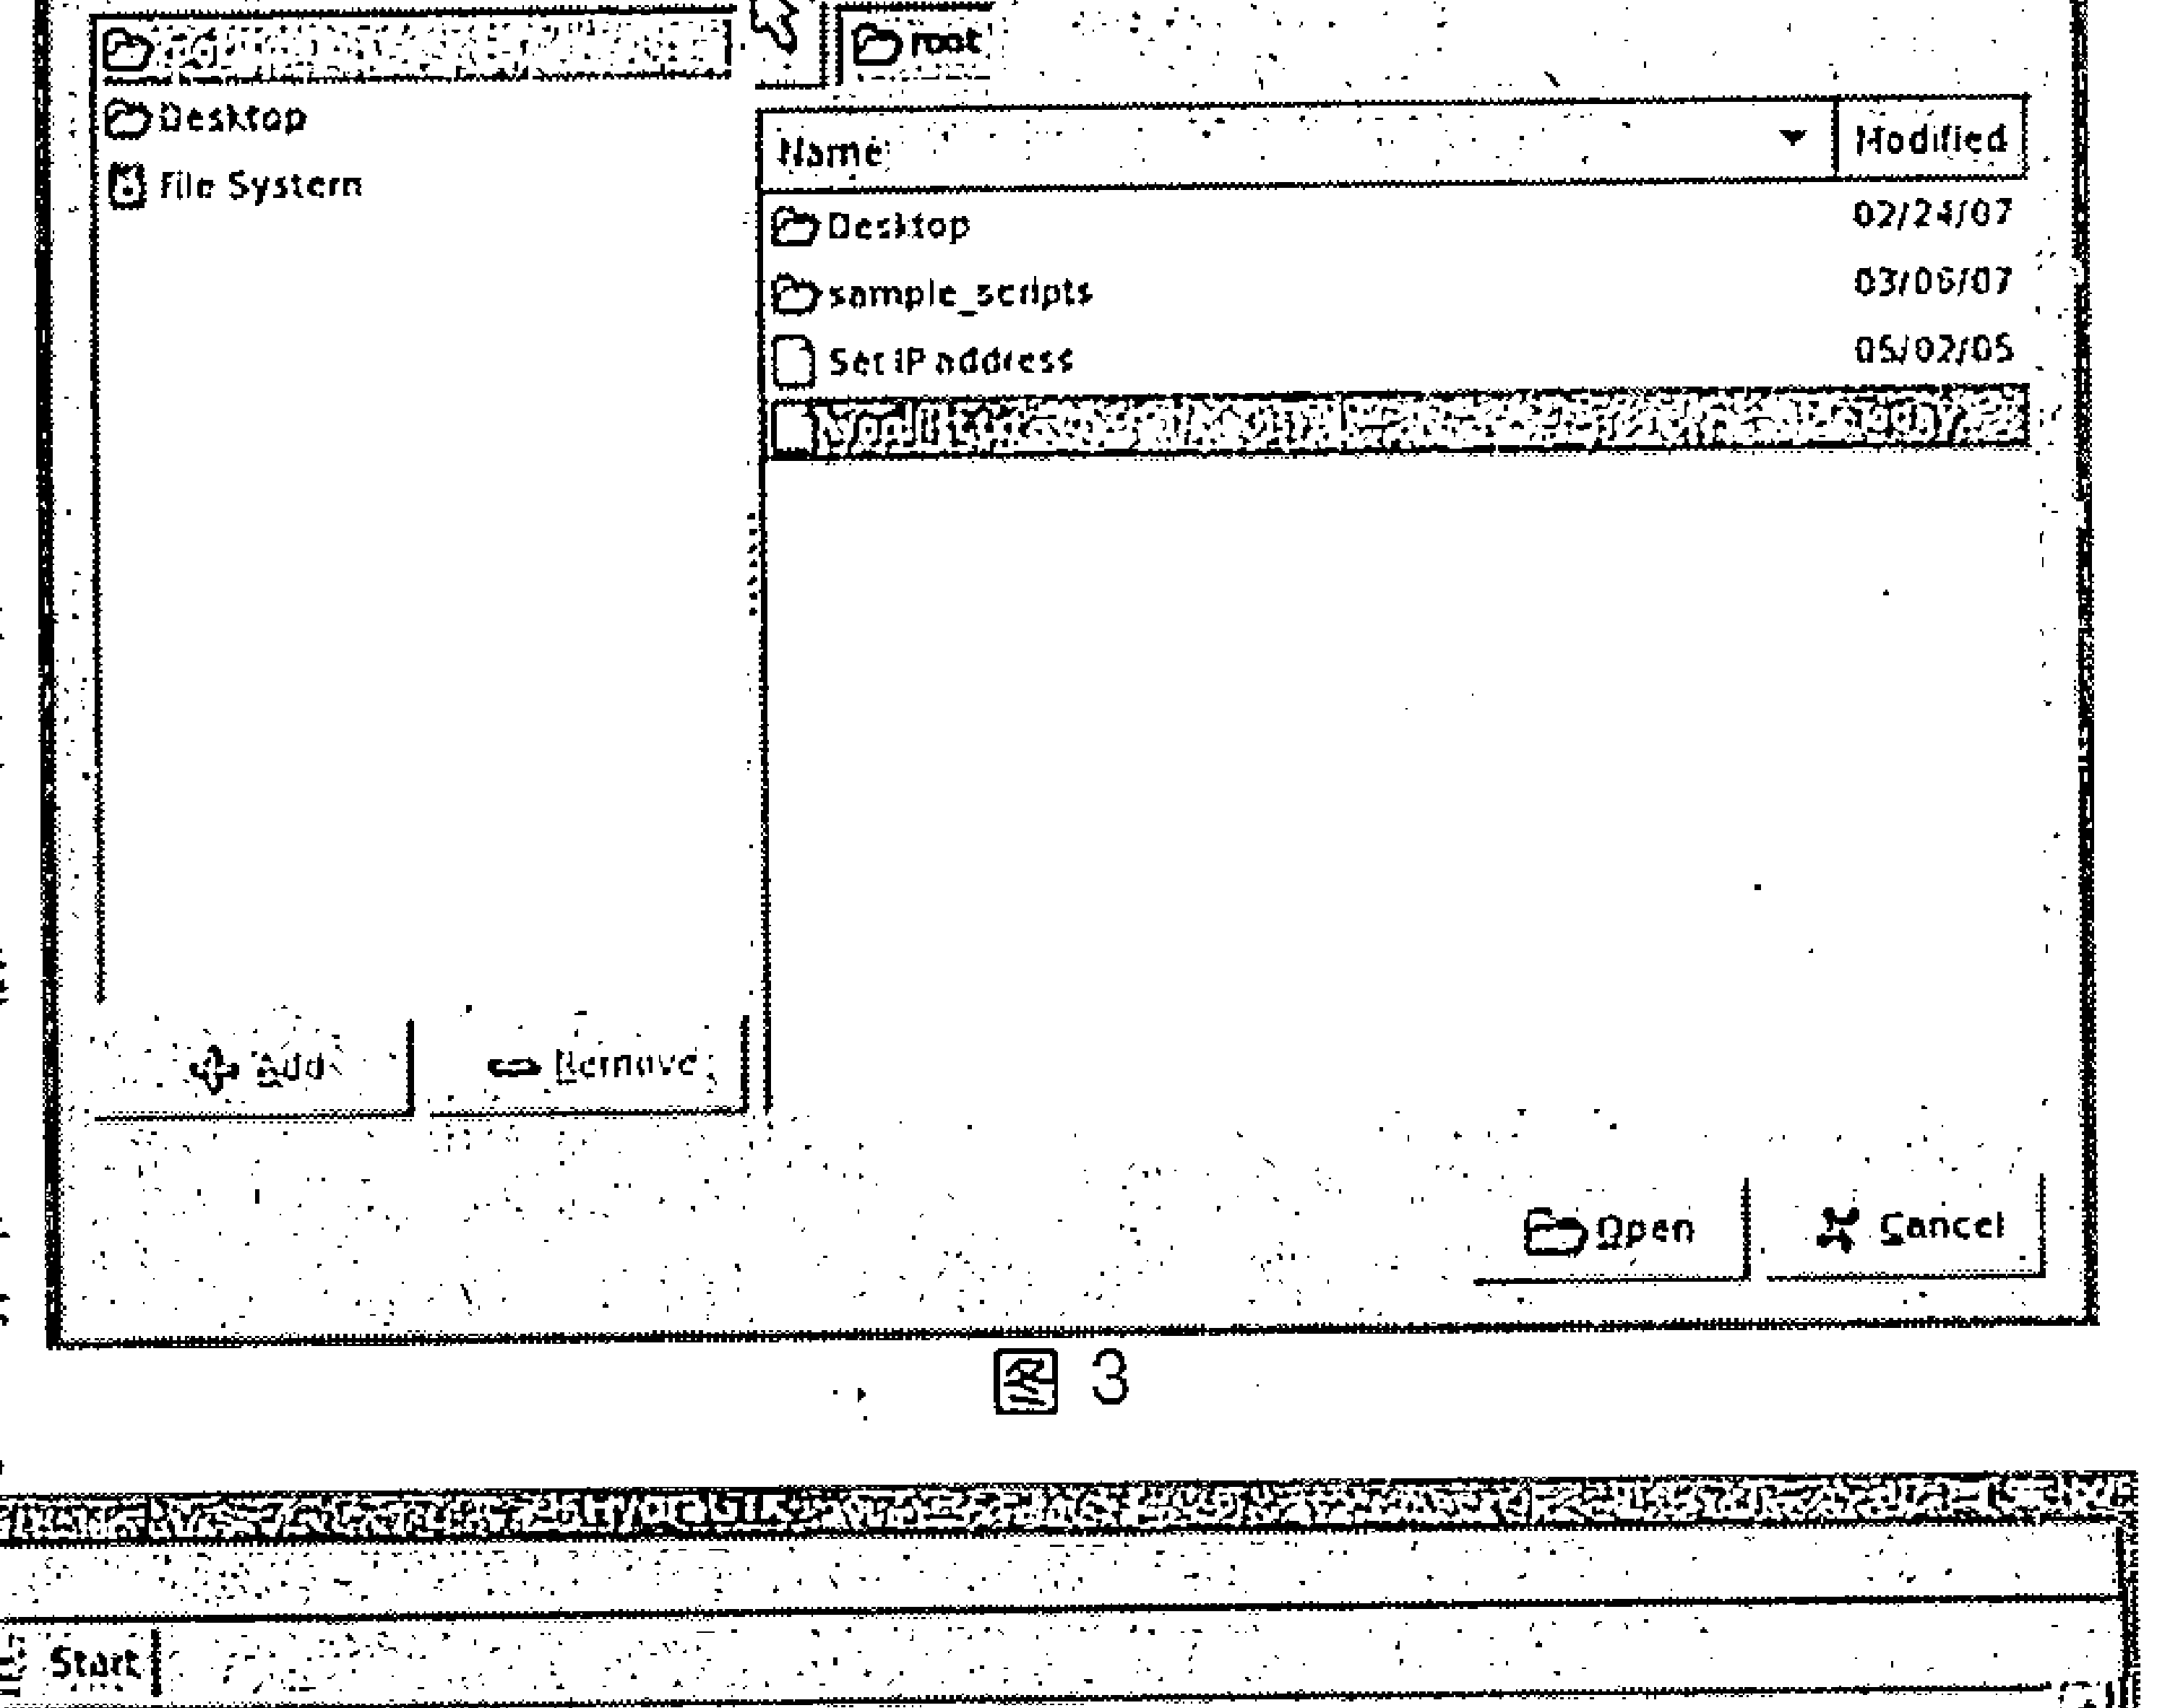 root
Desktop
File System
Name Modified
Desktop 02/24/07
sample_scripts 03/06/07
Set IP address 05/02/05
Add Remove
Open Cancel
图 3
HydraGTK
Start